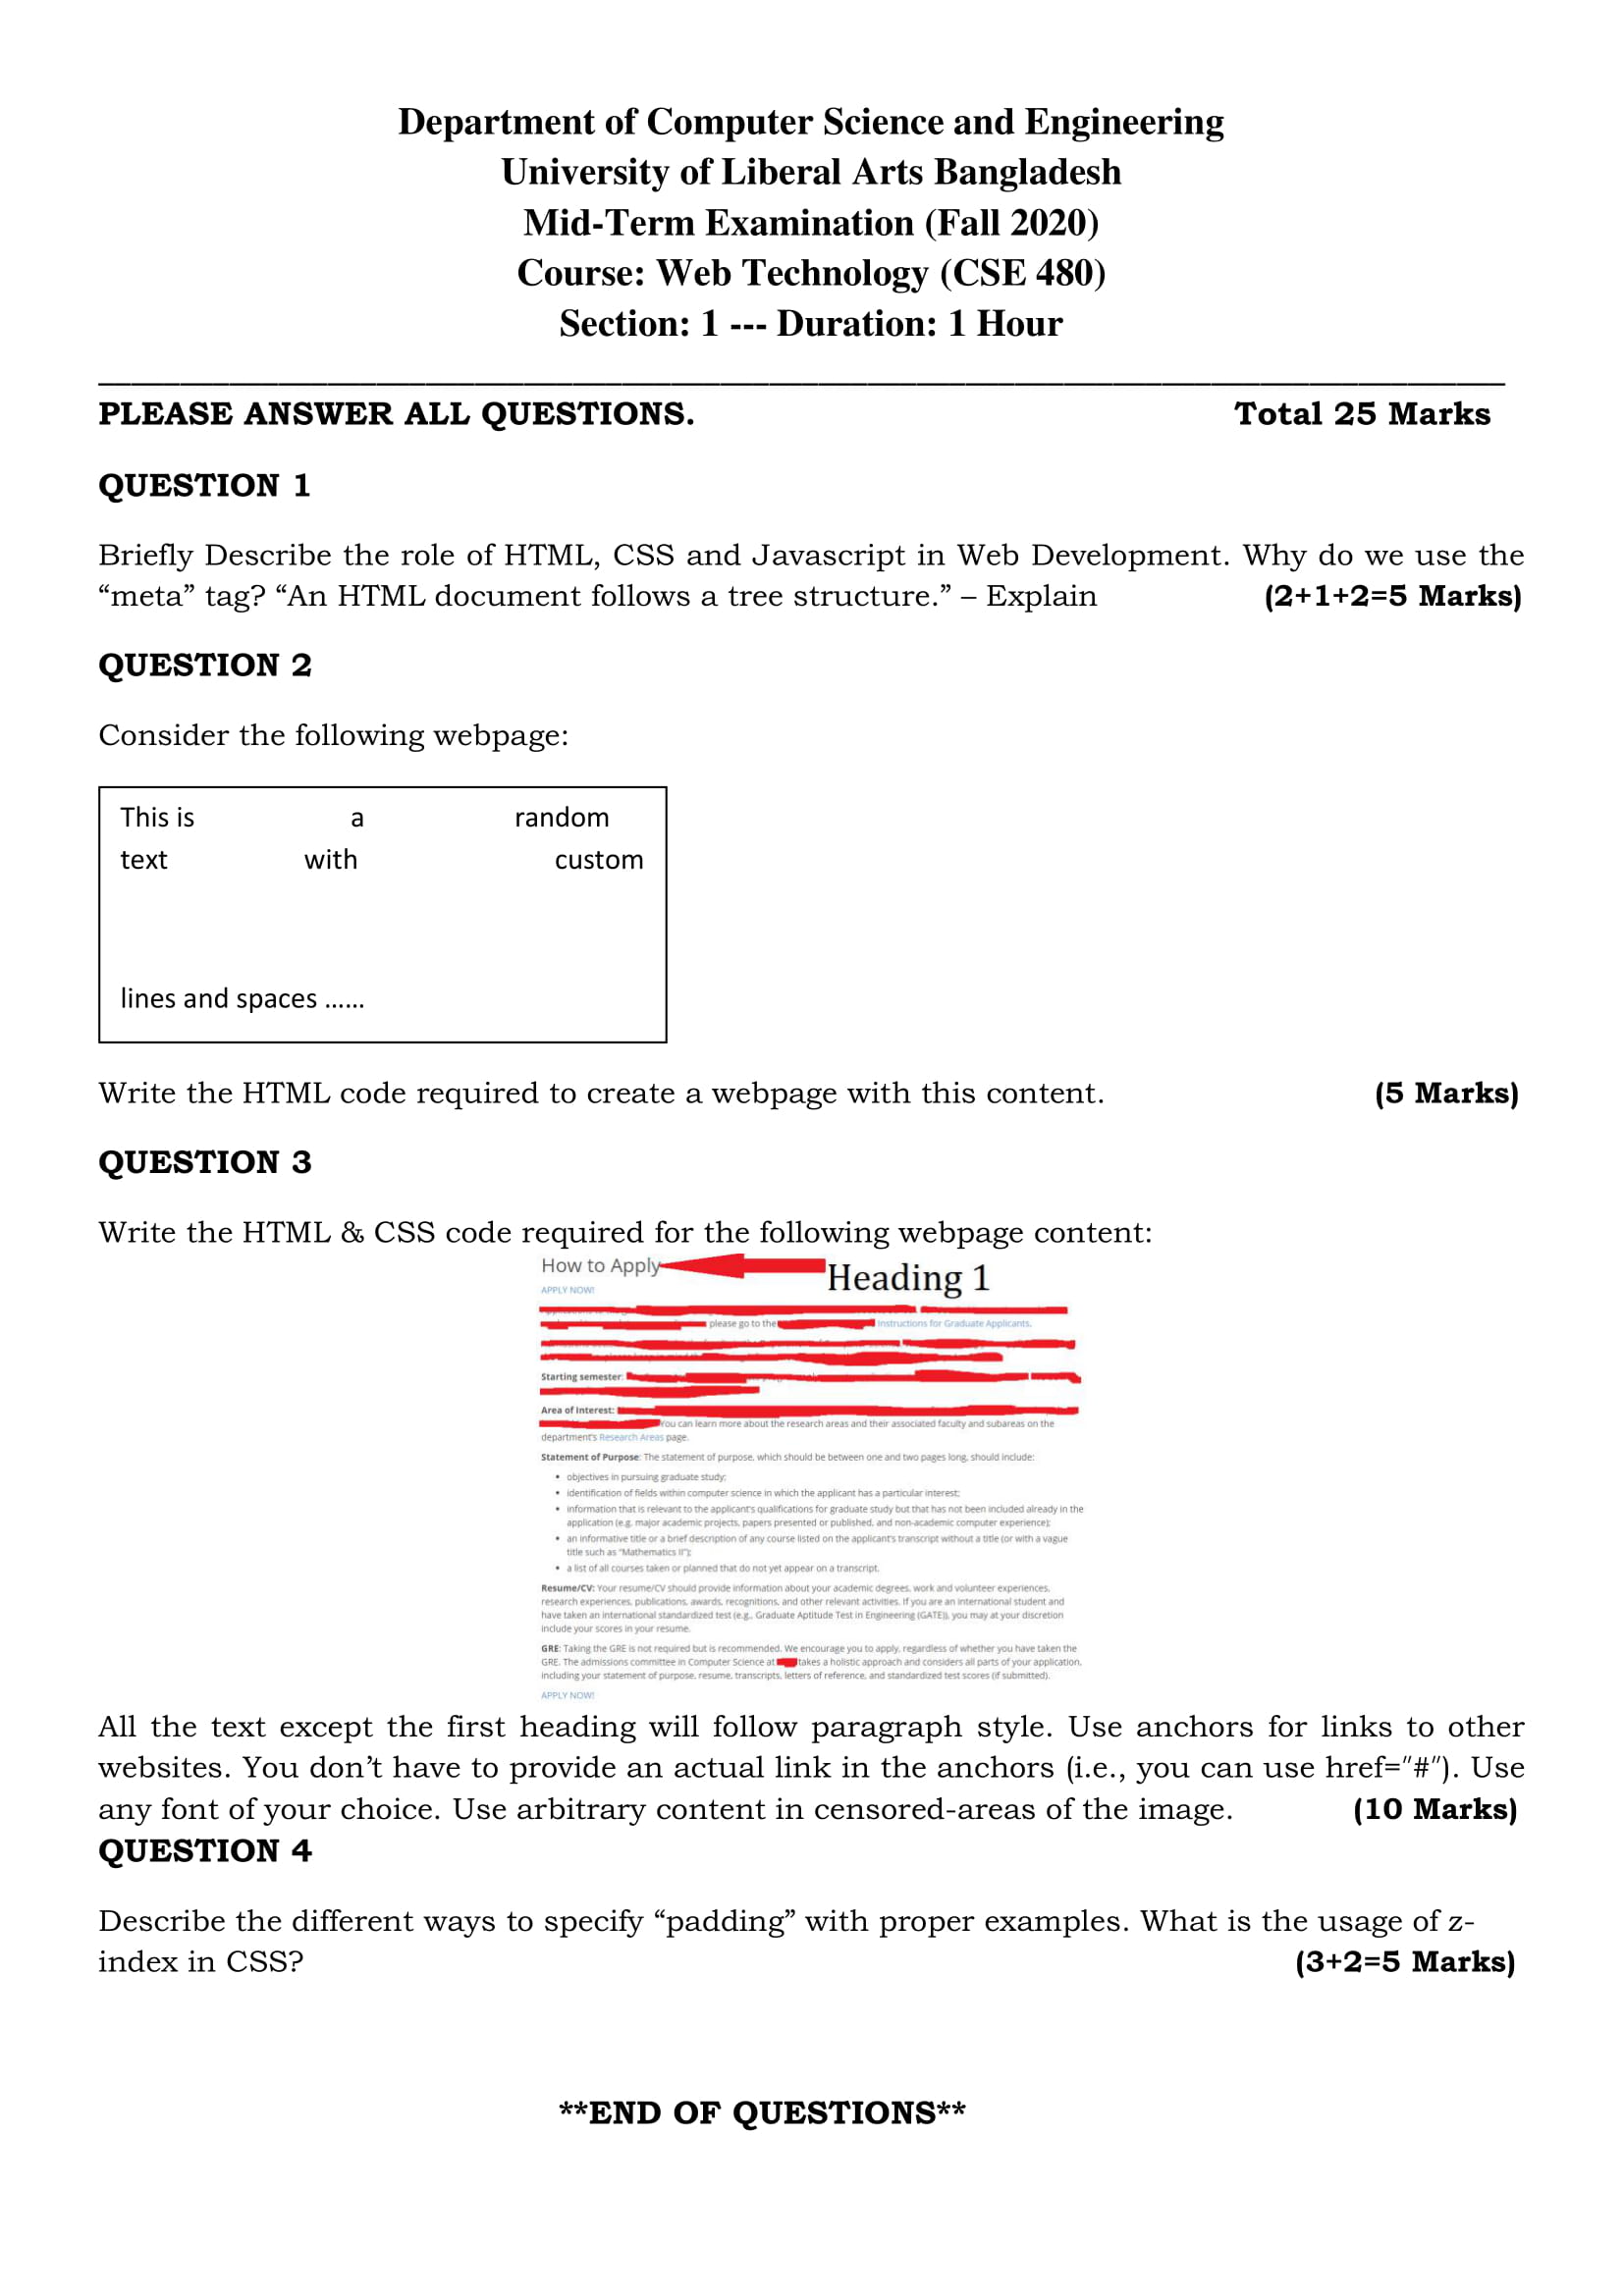 Department of Computer Science and Engineering
University of Liberal Arts Bangladesh
Mid-Term Examination (Fall 2020)
Course: Web Technology (CSE 480)
Section: 1 --- Duration: 1 Hour
PLEASE ANSWER ALL QUESTIONS. Total 25 Marks
QUESTION 1
Briefly Describe the role of HTML, CSS and Javascript in Web Development. Why do we use the
“meta” tag? “An HTML document follows a tree structure.” – Explain (2+1+2=5 Marks)
QUESTION 2
Consider the following webpage:
This is a random
text with custom
lines and spaces ......
Write the HTML code required to create a webpage with this content. (5 Marks)
QUESTION 3
Write the HTML & CSS code required for the following webpage content:
How to Apply Heading 1
APPLY NOW!
please go to the Instructions for Graduate Applicants.
Starting semester:
Area of Interest:
You can learn more about the research areas and their associated faculty and subareas on the
department's Research Areas page.
Statement of Purpose: The statement of purpose, which should be between one and two pages long, should include:
• objectives in pursuing graduate study;
• identification of fields within computer science in which the applicant has a particular interest;
• information that is relevant to the applicant's qualifications for graduate study but that has not been included already in the
application (e.g. major academic projects, papers presented or published, and non-academic computer experience);
• an informative title or a brief description of any course listed on the applicant's transcript without a title (or with a vague
title such as "Mathematics II");
• a list of all courses taken or planned that do not yet appear on a transcript.
Resume/CV: Your resume/CV should provide information about your academic degrees, work and volunteer experiences,
research experiences, publications, awards, recognitions, and other relevant activities. If you are an international student and
have taken an international standardized test (e.g., Graduate Aptitude Test in Engineering (GATE)), you may at your discretion
include your scores in your resume.
GRE: Taking the GRE is not required but is recommended. We encourage you to apply, regardless of whether you have taken the
GRE. The admissions committee in Computer Science at takes a holistic approach and considers all parts of your application,
including your statement of purpose, resume, transcripts, letters of reference, and standardized test scores (if submitted).
APPLY NOW!
All the text except the first heading will follow paragraph style. Use anchors for links to other
websites. You don’t have to provide an actual link in the anchors (i.e., you can use href="#"). Use
any font of your choice. Use arbitrary content in censored-areas of the image. (10 Marks)
QUESTION 4
Describe the different ways to specify “padding” with proper examples. What is the usage of z-
index in CSS? (3+2=5 Marks)
**END OF QUESTIONS**